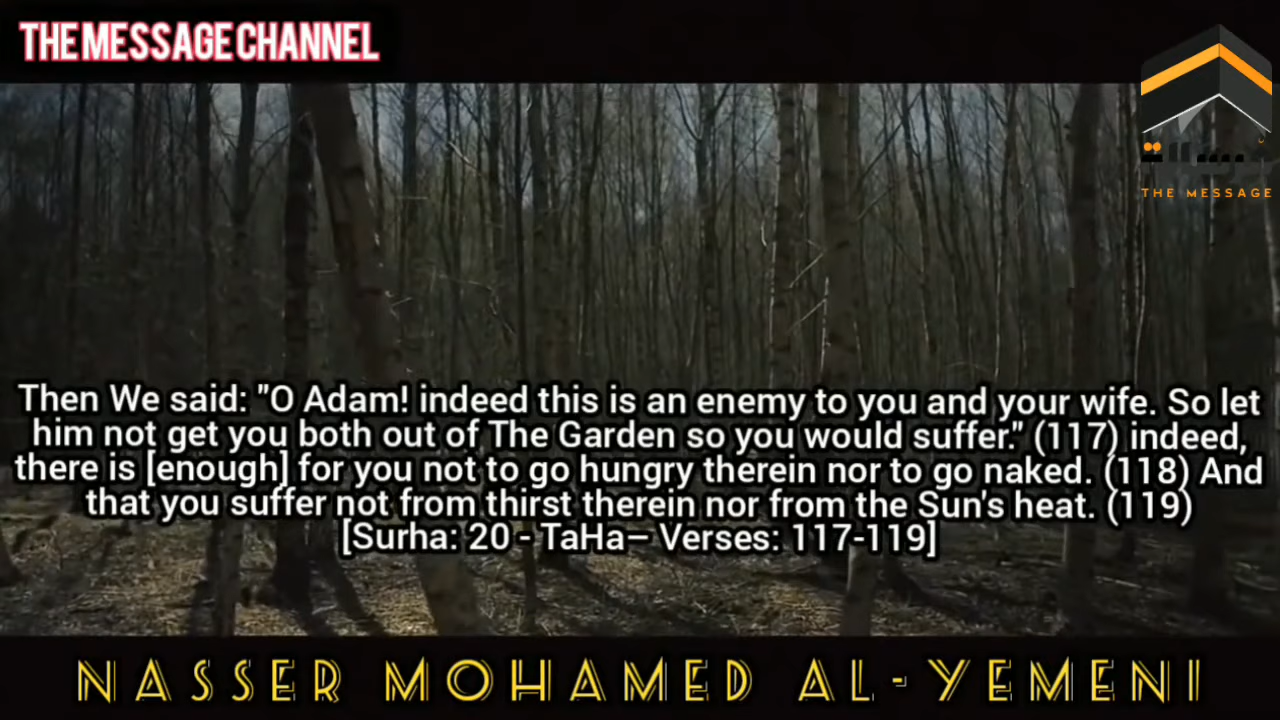 THE MESSAGE CHANNEL
THE MESSAGE
Then We said: "O Adam! indeed this is an enemy to you and your wife. So let
him not get you both out of The Garden so you would suffer." (117) indeed,
there is [enough] for you not to go hungry therein nor to go naked. (118) And
that you suffer not from thirst therein nor from the Sun's heat. (119)
[Surha: 20 - TaHa– Verses: 117-119]
NASSER MOHAMED AL-YEMENI